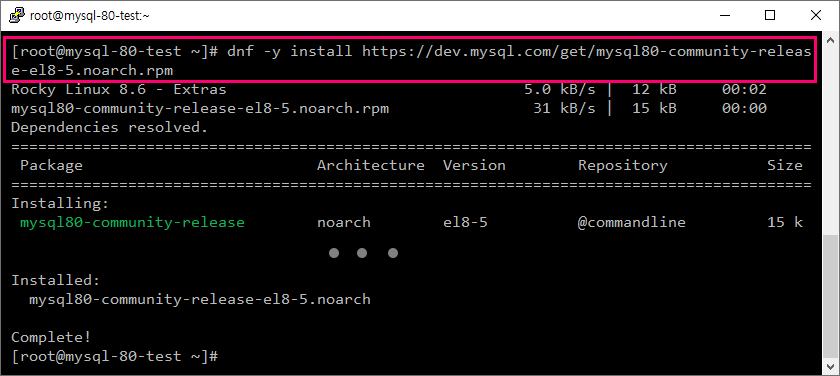 root@mysql-80-test:~
[root@mysql-80-test ~]# dnf -y install https://dev.mysql.com/get/mysql80-community-releas
e-el8-5.noarch.rpm
Rocky Linux 8.6 - Extras                         5.0 kB/s |  12 kB     00:02
mysql80-community-release-el8-5.noarch.rpm        31 kB/s |  15 kB     00:00
Dependencies resolved.
=========================================================================================
 Package                          Architecture  Version        Repository           Size
=========================================================================================
Installing:
 mysql80-community-release        noarch        el8-5          @commandline         15 k
Installed:
  mysql80-community-release-el8-5.noarch
Complete!
[root@mysql-80-test ~]#